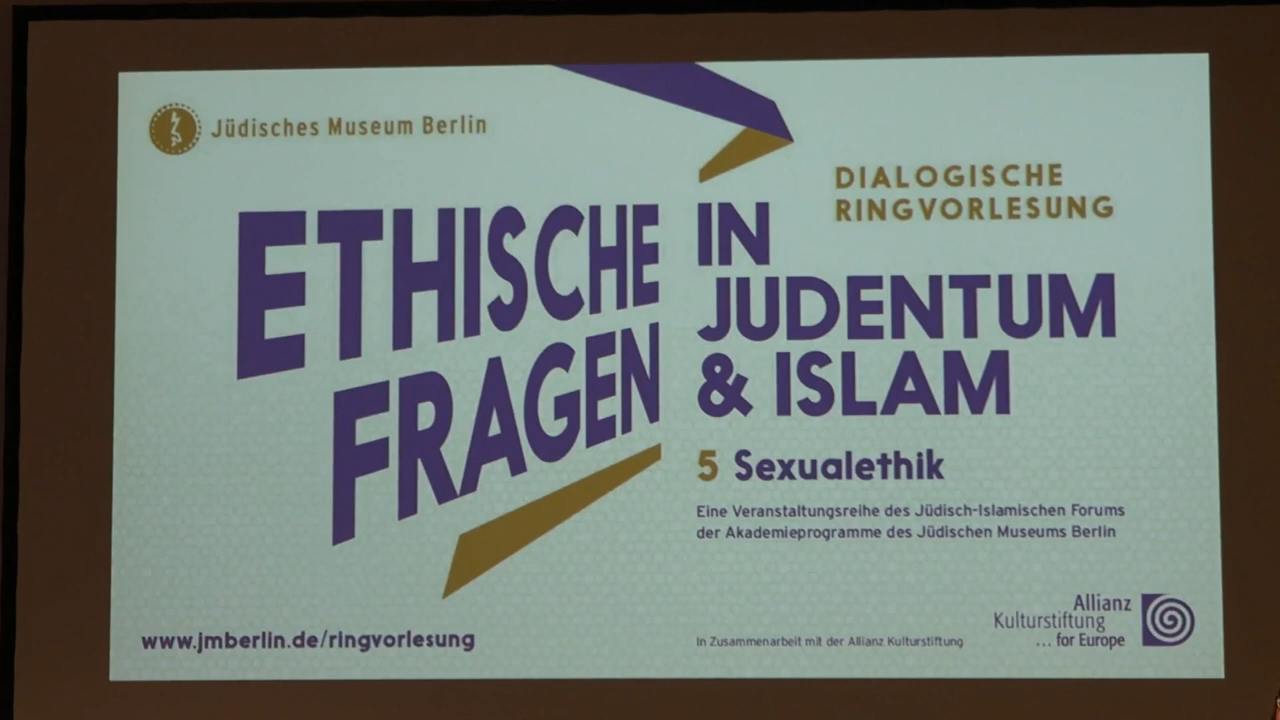 Jüdisches Museum Berlin
DIALOGISCHE
RINGVORLESUNG
ETHISCHE
FRAGEN
IN
JUDENTUM
& ISLAM
5 Sexualethik
Eine Veranstaltungsreihe des Jüdisch-Islamischen Forums
der Akademieprogramme des Jüdischen Museums Berlin
www.jmberlin.de/ringvorlesung
In Zusammenarbeit mit der Allianz Kulturstiftung
Allianz
Kulturstiftung
... for Europe